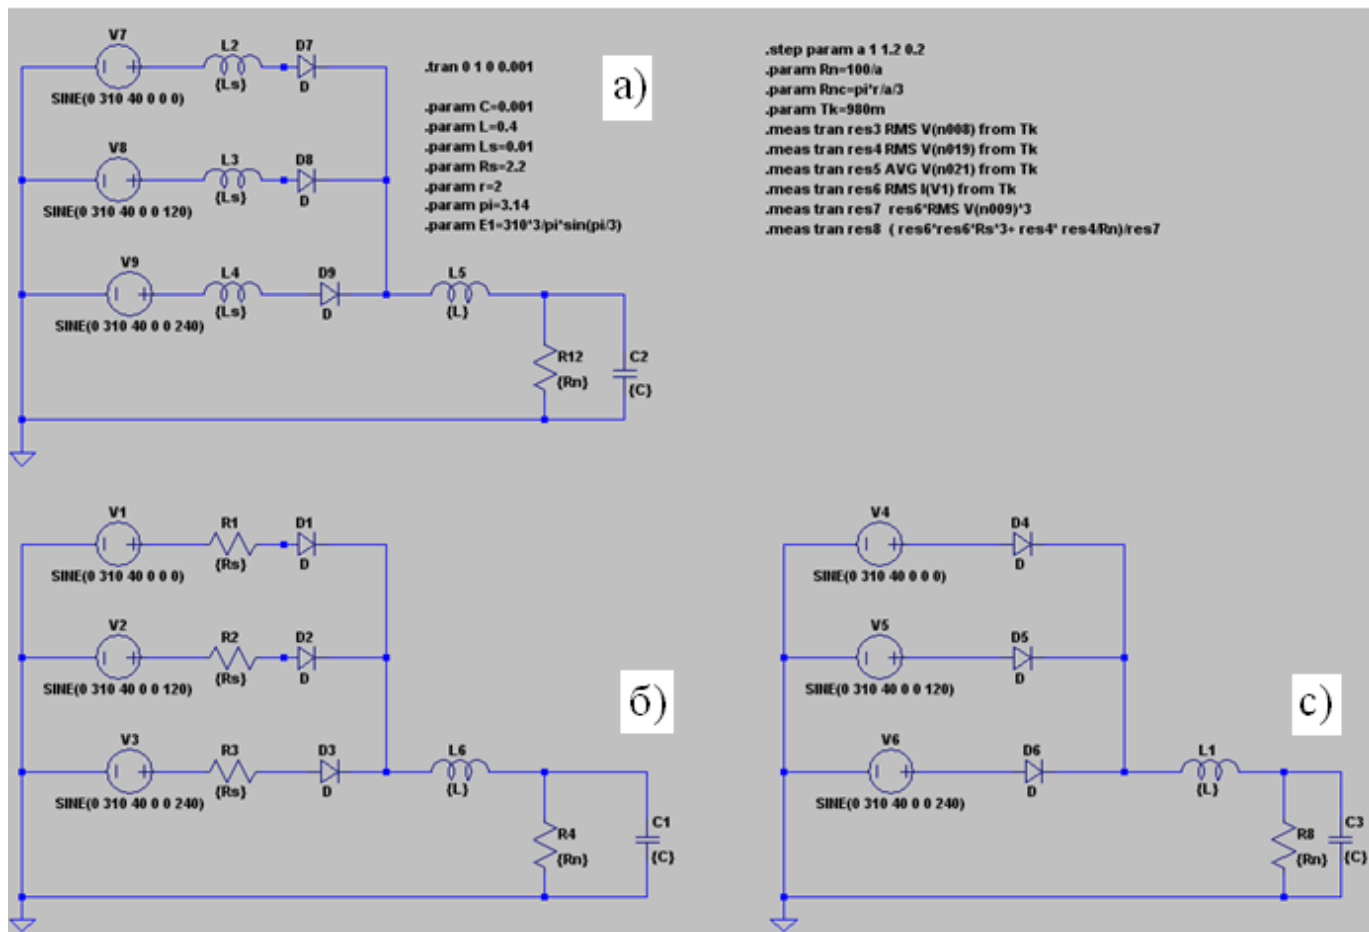 V7 L2 D7
{Ls} D
SINE(0 310 40 0 0 0)
V8 L3 D8
{Ls} D
SINE(0 310 40 0 0 120)
V9 L4 D9 L5
{Ls} D {L}
SINE(0 310 40 0 0 240)
R12 C2
{Rn} {C}
.tran 0 1 0 0.001
.param C=0.001
.param L=0.4
.param Ls=0.01
.param Rs=2.2
.param r=2
.param pi=3.14
.param E1=310*3/pi*sin(pi/3)
а)
.step param a 1 1.2 0.2
.param Rn=100/a
.param Rnc=pi*r/a/3
.param Tk=980m
.meas tran res3 RMS V(n008) from Tk
.meas tran res4 RMS V(n019) from Tk
.meas tran res5 AVG V(n021) from Tk
.meas tran res6 RMS I(V1) from Tk
.meas tran res7 res6*RMS V(n009)*3
.meas tran res8 ( res6*res6*Rs*3+ res4* res4/Rn)/res7
V1 R1 D1
{Rs} D
SINE(0 310 40 0 0 0)
V2 R2 D2
{Rs} D
SINE(0 310 40 0 0 120)
V3 R3 D3 L6
{Rs} D {L}
SINE(0 310 40 0 0 240)
R4 C1
{Rn} {C}
б)
V4 D4
D
SINE(0 310 40 0 0 0)
V5 D5
D
SINE(0 310 40 0 0 120)
V6 D6 L1
D {L}
SINE(0 310 40 0 0 240)
R8 C3
{Rn} {C}
с)